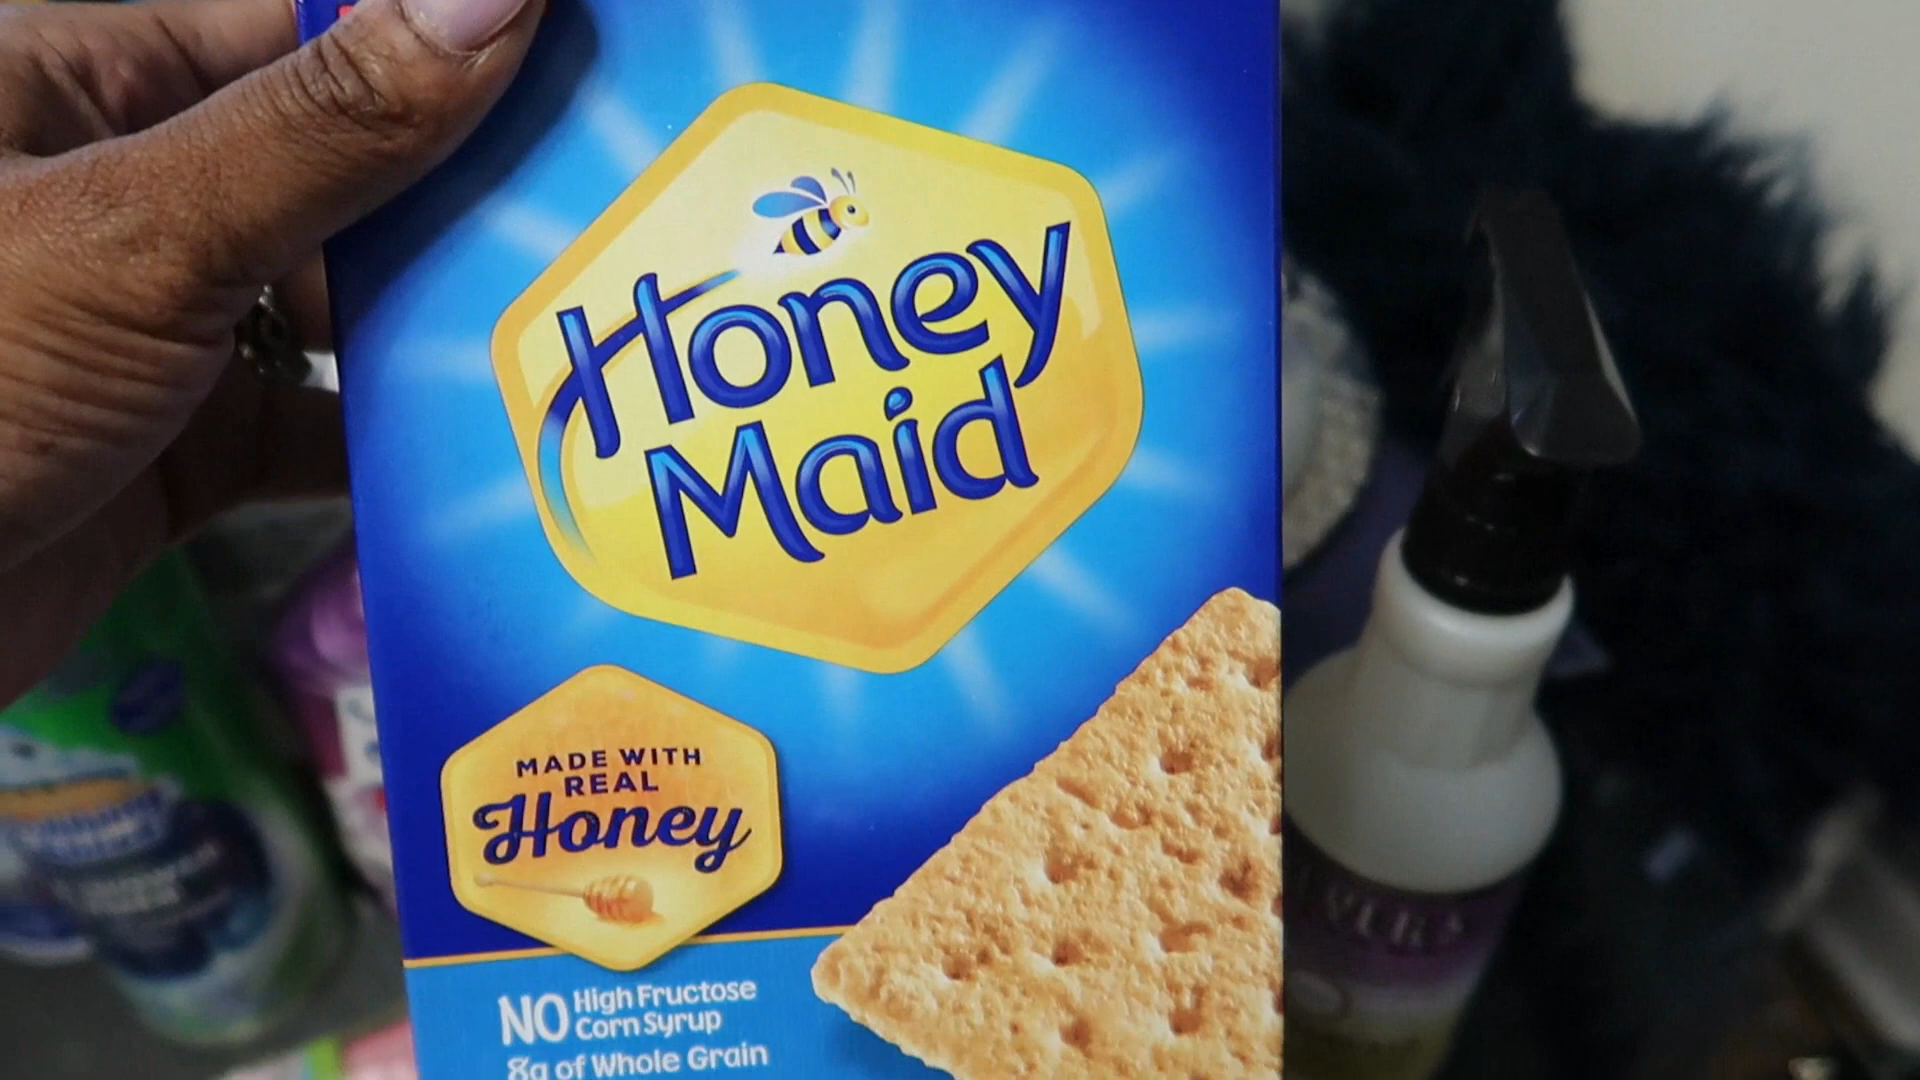 Honey
Maid
MADE WITH
REAL
Honey
NO High Fructose
Corn Syrup
8g of Whole Grain